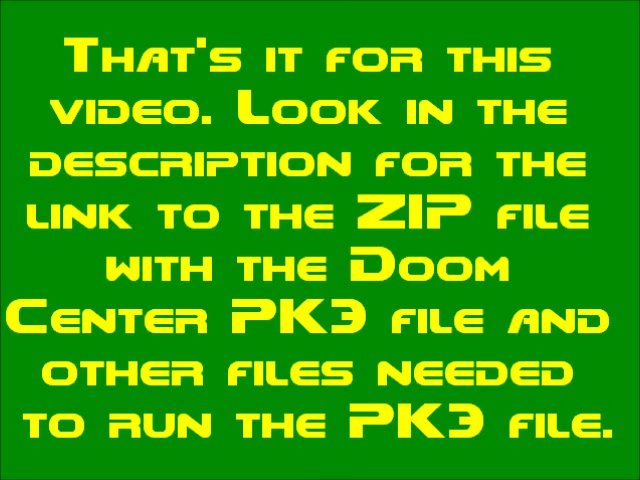 That's it for this
video. Look in the
description for the
link to the ZIP file
with the Doom
Center PK3 file and
other files needed
to run the PK3 file.